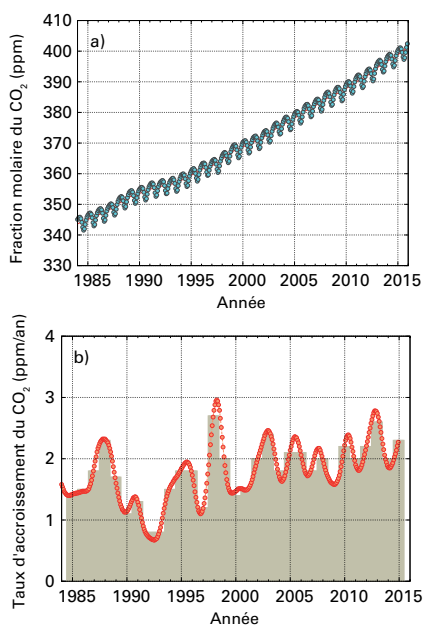 a)
Fraction molaire du CO2 (ppm)
410
400
390
380
370
360
350
340
330
1985 1990 1995 2000 2005 2010 2015
Année
b)
Taux d'accroissement du CO2 (ppm/an)
4
3
2
1
0
1985 1990 1995 2000 2005 2010 2015
Année